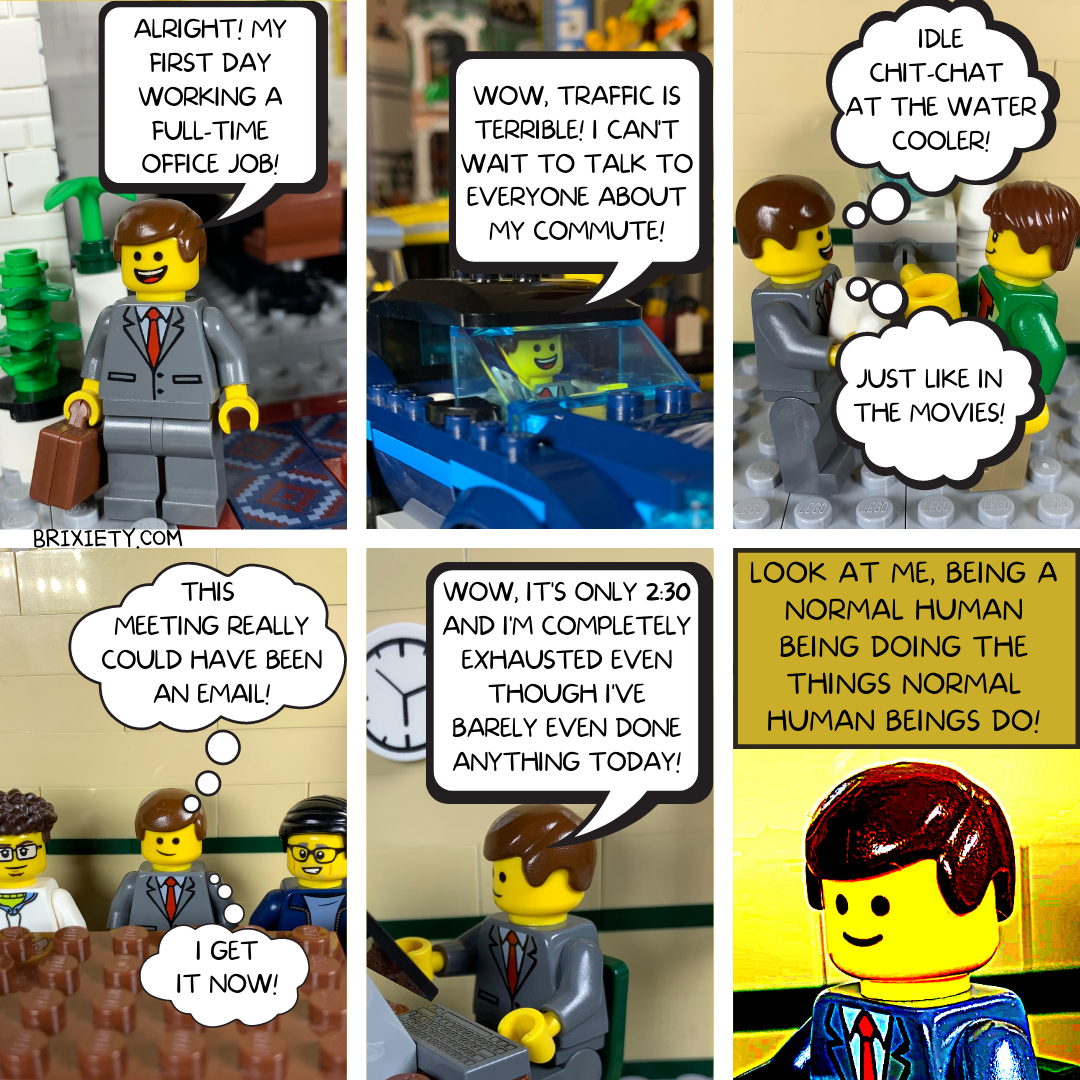 ALRIGHT! MY
FIRST DAY
WORKING A
FULL-TIME
OFFICE JOB!
WOW, TRAFFIC IS
TERRIBLE! I CAN'T
WAIT TO TALK TO
EVERYONE ABOUT
MY COMMUTE!
IDLE
CHIT-CHAT
AT THE WATER
COOLER!
JUST LIKE IN
THE MOVIES!
BRIXIETY.COM
THIS
MEETING REALLY
COULD HAVE BEEN
AN EMAIL!
I GET
IT NOW!
WOW, IT'S ONLY 2:30
AND I'M COMPLETELY
EXHAUSTED EVEN
THOUGH I'VE
BARELY EVEN DONE
ANYTHING TODAY!
LOOK AT ME, BEING A
NORMAL HUMAN
BEING DOING THE
THINGS NORMAL
HUMAN BEINGS DO!